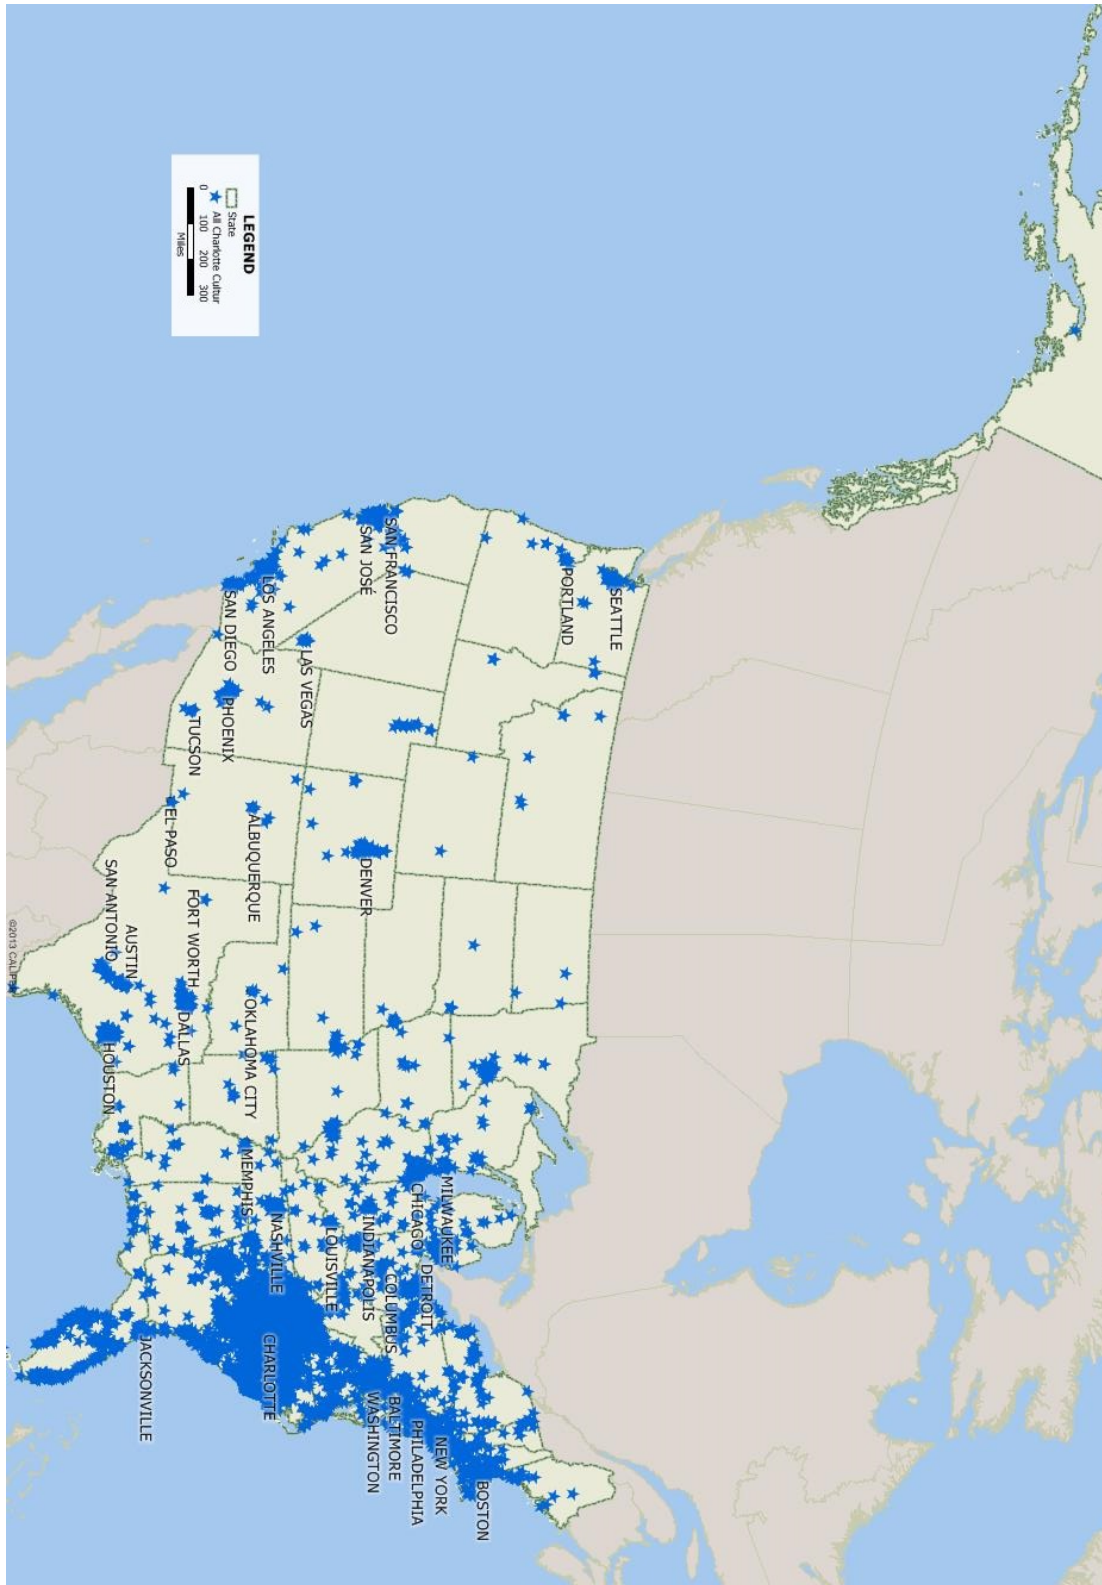 LEGEND
State
All Charlotte Cultur
0 100 200 300
Miles
SEATTLE
PORTLAND
SAN FRANCISCO
SAN JOSÉ
LAS VEGAS
LOS ANGELES
SAN DIEGO
PHOENIX
TUCSON
DENVER
ALBUQUERQUE
EL PASO
FORT WORTH
DALLAS
SAN ANTONIO
AUSTIN
HOUSTON
OKLAHOMA CITY
MEMPHIS
NASHVILLE
MILWAUKEE
CHICAGO
INDIANAPOLIS
LOUISVILLE
DETROIT
COLUMBUS
CHARLOTTE
JACKSONVILLE
BOSTON
NEW YORK
PHILADELPHIA
BALTIMORE
WASHINGTON
©2013 CALIPER